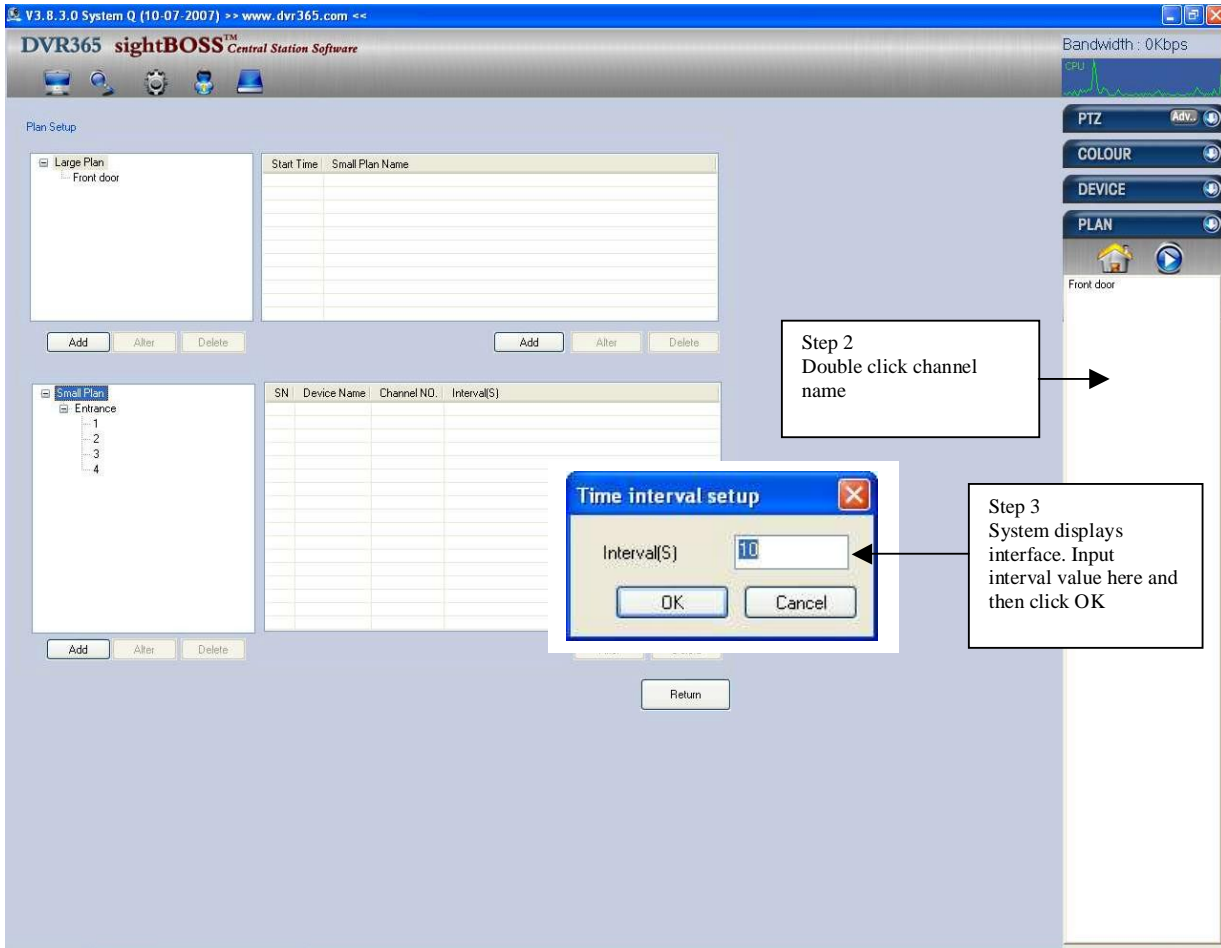 V3.8.3.0 System Q (10-07-2007) >> www.dvr365.com <<
DVR365 sightBOSS™ Central Station Software
Bandwidth : 0Kbps
CPU
PTZ Adv..
COLOUR
DEVICE
PLAN
Front door
Plan Setup
Large Plan
Front door
Start Time Small Plan Name
Add Alter Delete
Add Alter Delete
Step 2
Double click channel
name
Small Plan
Entrance
1
2
3
4
SN Device Name Channel NO. Interval(S)
Time interval setup
Interval(S) 10
OK Cancel
Step 3
System displays
interface. Input
interval value here and
then click OK
Add Alter Delete
Return